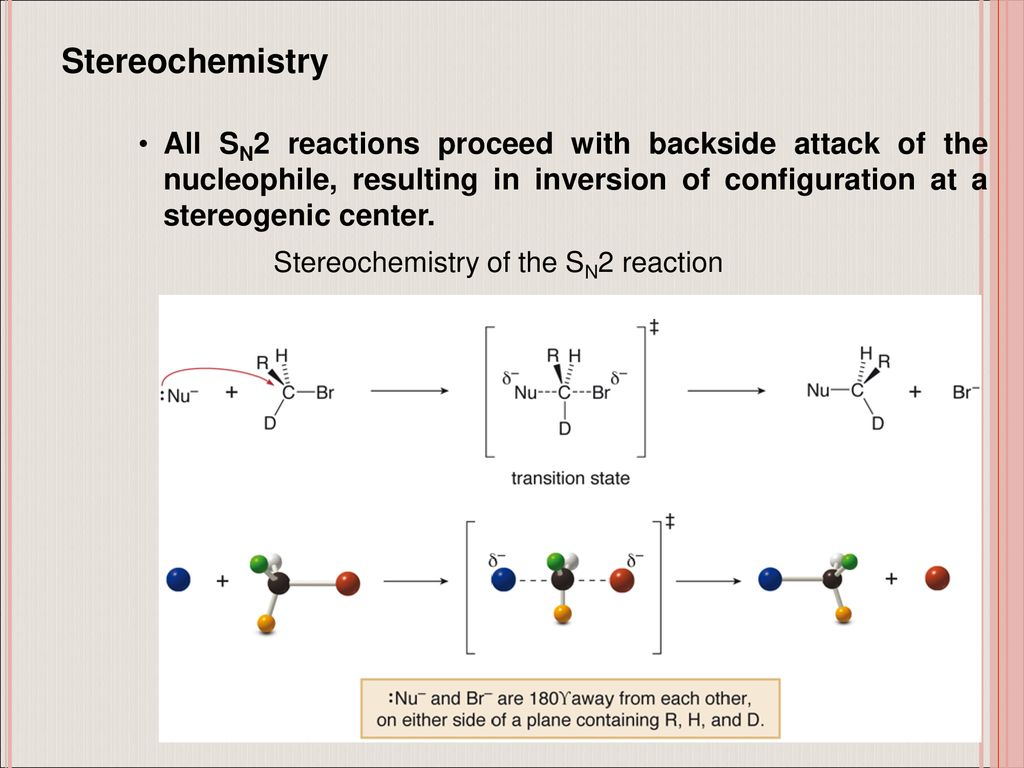 Stereochemistry
• All SN2 reactions proceed with backside attack of the
nucleophile, resulting in inversion of configuration at a
stereogenic center.
Stereochemistry of the SN2 reaction
:Nu⁻ + R H C Br D
[ R H δ⁻ Nu---C---Br δ⁻ D ] ‡
Nu C H R D + Br⁻
transition state
+ [ δ⁻ δ⁻ ] ‡ +
:Nu⁻ and Br⁻ are 180ϒaway from each other,
on either side of a plane containing R, H, and D.